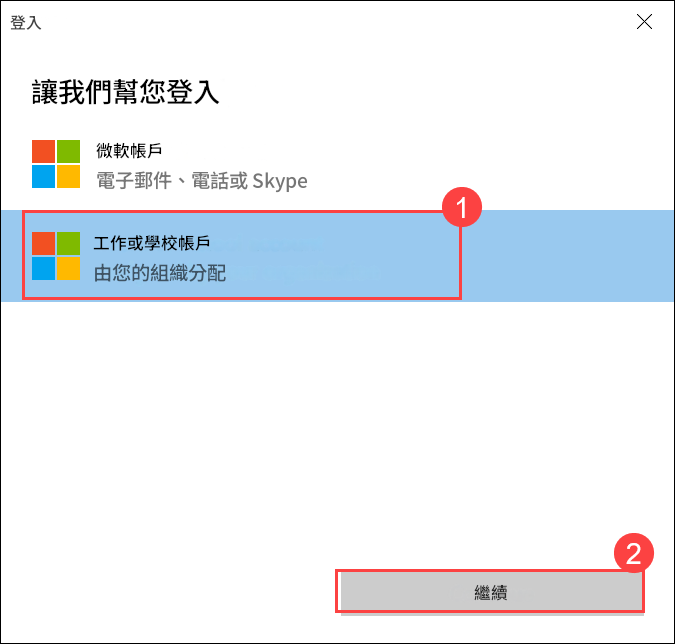 登入
讓我們幫您登入
微軟帳戶
電子郵件、電話或 Skype
1
工作或學校帳戶
由您的組織分配
2
繼續